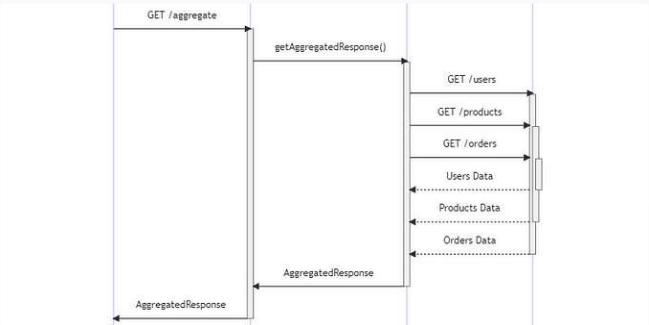 GET /aggregate
getAggregatedResponse()
GET /users
GET /products
GET /orders
Users Data
Products Data
Orders Data
AggregatedResponse
AggregatedResponse